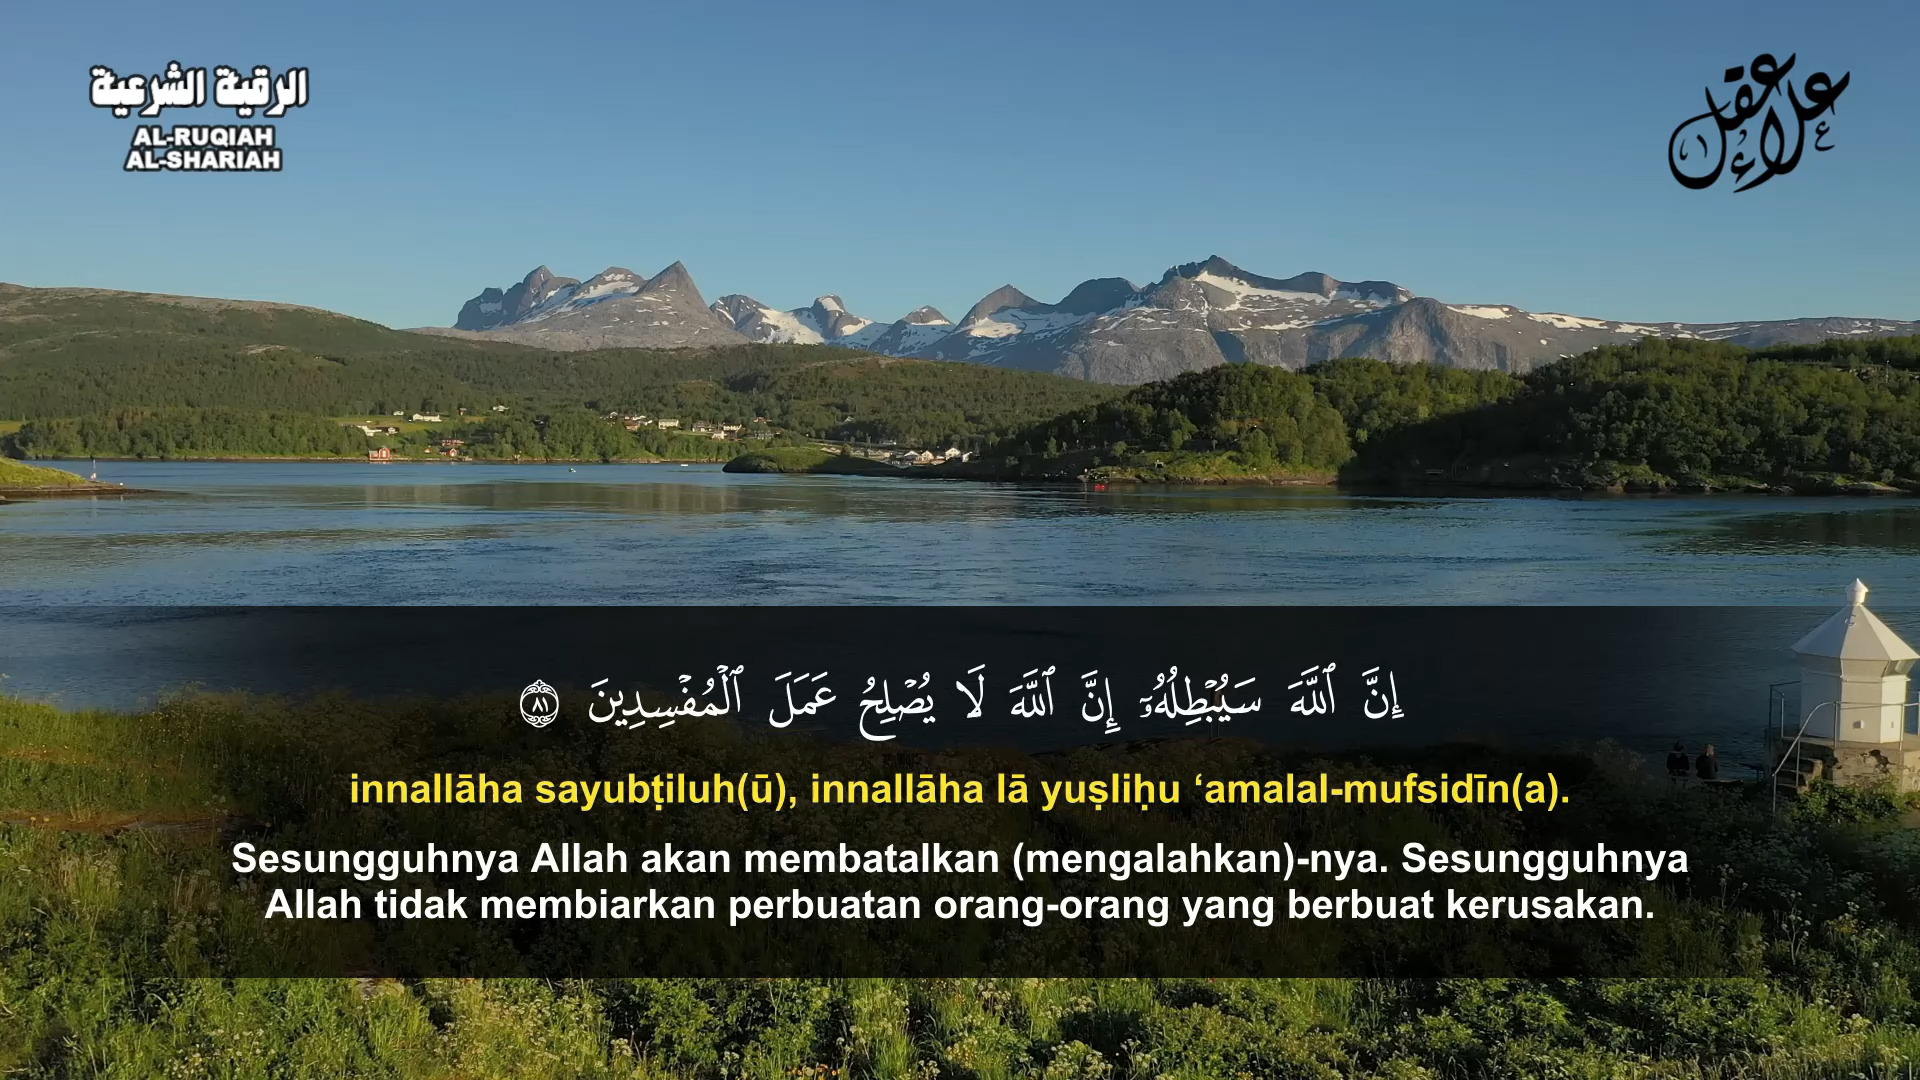 الرقية الشرعية
AL-RUQIAH
AL-SHARIAH
علاء عقل
إِنَّ ٱللَّهَ سَيُبْطِلُهُۥٓ إِنَّ ٱللَّهَ لَا يُصْلِحُ عَمَلَ ٱلْمُفْسِدِينَ ٨١
innallāha sayubṭiluh(ū), innallāha lā yuṣliḥu ‘amalal-mufsidīn(a).
Sesungguhnya Allah akan membatalkan (mengalahkan)-nya. Sesungguhnya
Allah tidak membiarkan perbuatan orang-orang yang berbuat kerusakan.